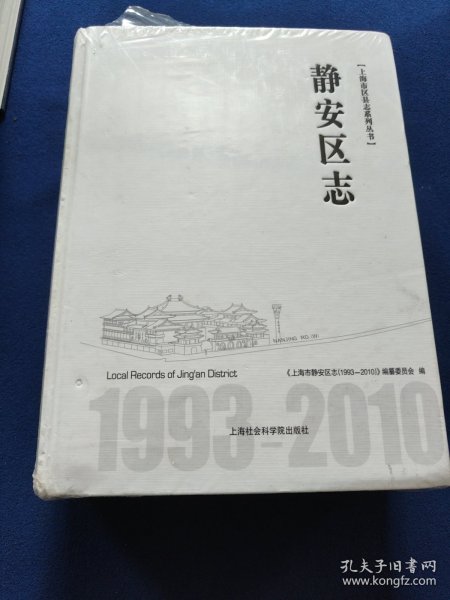 【上海市区县志系列丛书】
静安区志
NANJING RD.(W)
Local Records of Jing'an District
《上海市静安区志(1993—2010)》编纂委员会 编
1993-2010
上海社会科学院出版社
孔夫子旧书网
www.kongfz.com